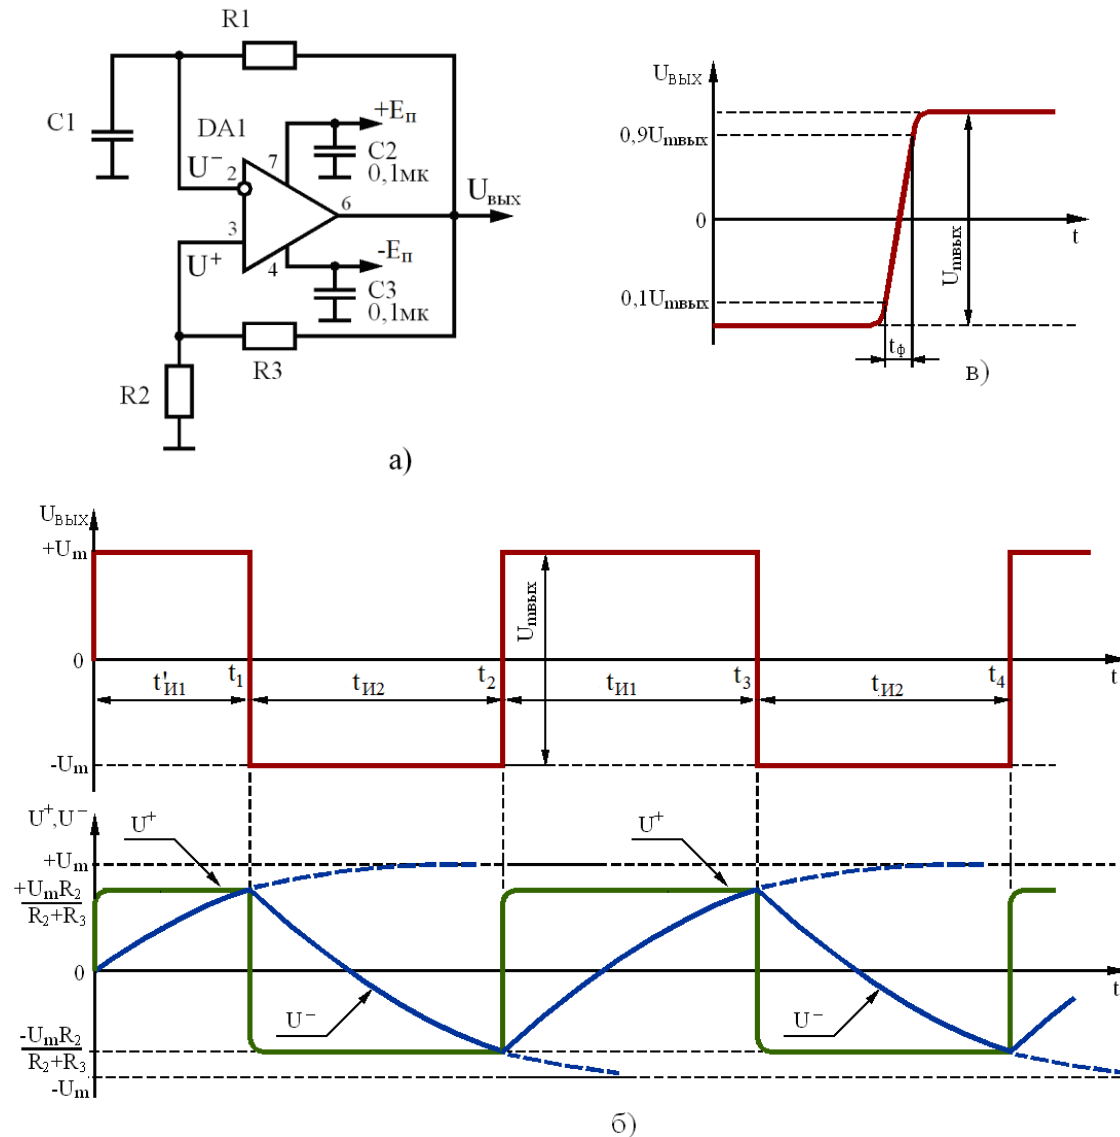 R1
C1
DA1
+Eп
C2
0,1мк
U⁻
2
7
6
Uвых
3
U⁺
4
-Eп
C3
0,1мк
R3
R2
а)
Uвых
0,9Umвых
0
t
Umвых
0,1Umвых
tф
в)
Uвых
+Um
Umвых
0
t'И1
t1
tИ2
t2
tИ1
t3
tИ2
t4
t
-Um
U⁺,U⁻
U⁺
U⁺
+Um
+UmR2
R2+R3
0
t
U⁻
U⁻
-UmR2
R2+R3
-Um
б)